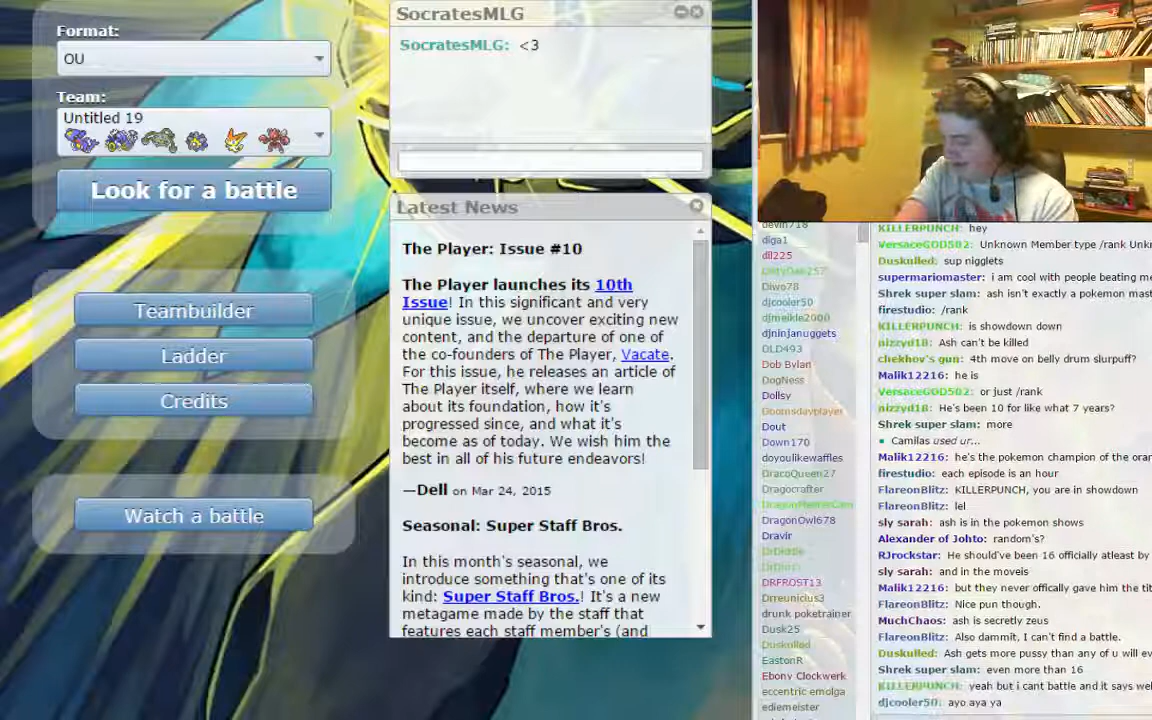 Format:
OU
Team:
Untitled 19
Look for a battle
Teambuilder
Ladder
Credits
Watch a battle
SocratesMLG
SocratesMLG: <3
Latest News
The Player: Issue #10
The Player launches its 10th
Issue! In this significant and very
unique issue, we uncover exciting new
content, and the departure of one of
the co-founders of The Player, Vacate.
For this issue, he releases an article of
The Player itself, where we learn
about its foundation, how it's
progressed since, and what it's
become as of today. We wish him the
best in all of his future endeavors!
—Dell on Mar 24, 2015
Seasonal: Super Staff Bros.
In this month's seasonal, we
introduce something that's one of its
kind: Super Staff Bros.! It's a new
metagame made by the staff that
features each staff member's (and
devin718
diga1
dil225
DirtyDan257
Diwo78
djcooler50
djmeikle2000
djninjanuggets
DLD493
Dob Bylan
DogNess
Dollsy
Doomsdayplayer
Dout
Down170
doyoulikewaffles
DracoQueen27
Dragocrafter
DragonOwl678
Dravir
DRFROST13
Drreunicius3
drunk poketrainer
Dusk25
Duskulled
EastonR
Ebony Clockwerk
eccentric emolga
ediemeister
KILLERPUNCH: hey
VersaceGOD502: Unknown Member type /rank Unk
Duskulled: sup nigglets
supermariomaster: i am cool with people beating me
Shrek super slam: ash isn't exactly a pokemon mast
firestudio: /rank
KILLERPUNCH: is showdown down
nizzyd18: Ash can't be killed
chekhov's gun: 4th move on belly drum slurpuff?
Malik12216: he is
VersaceGOD502: or just /rank
nizzyd18: He's been 10 for like what 7 years?
Shrek super slam: more
Camilas used ur...
Malik12216: he's the pokemon champion of the oran
firestudio: each episode is an hour
FlareonBlitz: KILLERPUNCH, you are in showdown
FlareonBlitz: lel
sly sarah: ash is in the pokemon shows
Alexander of Johto: random's?
RJrockstar: He should've been 16 officially atleast by
sly sarah: and in the moveis
Malik12216: but they never offically gave him the tit
FlareonBlitz: Nice pun though.
MuchChaos: ash is secretly zeus
FlareonBlitz: Also dammit, I can't find a battle.
Duskulled: Ash gets more pussy than any of u will ev
Shrek super slam: even more than 16
KILLERPUNCH: yeah but i cant battle and it says wel
djcooler50: ayo aya ya